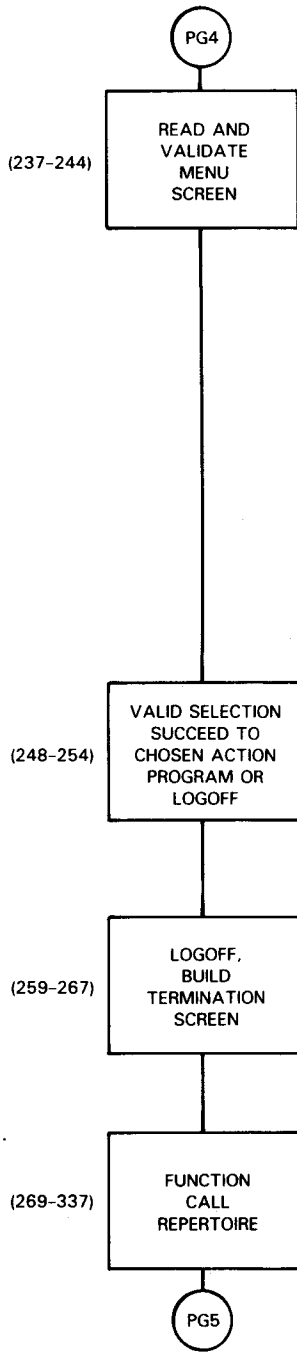 PG4
(237-244)
READ AND
VALIDATE
MENU
SCREEN
(248-254)
VALID SELECTION
SUCCEED TO
CHOSEN ACTION
PROGRAM OR
LOGOFF
(259-267)
LOGOFF,
BUILD
TERMINATION
SCREEN
(269-337)
FUNCTION
CALL
REPERTOIRE
PG5